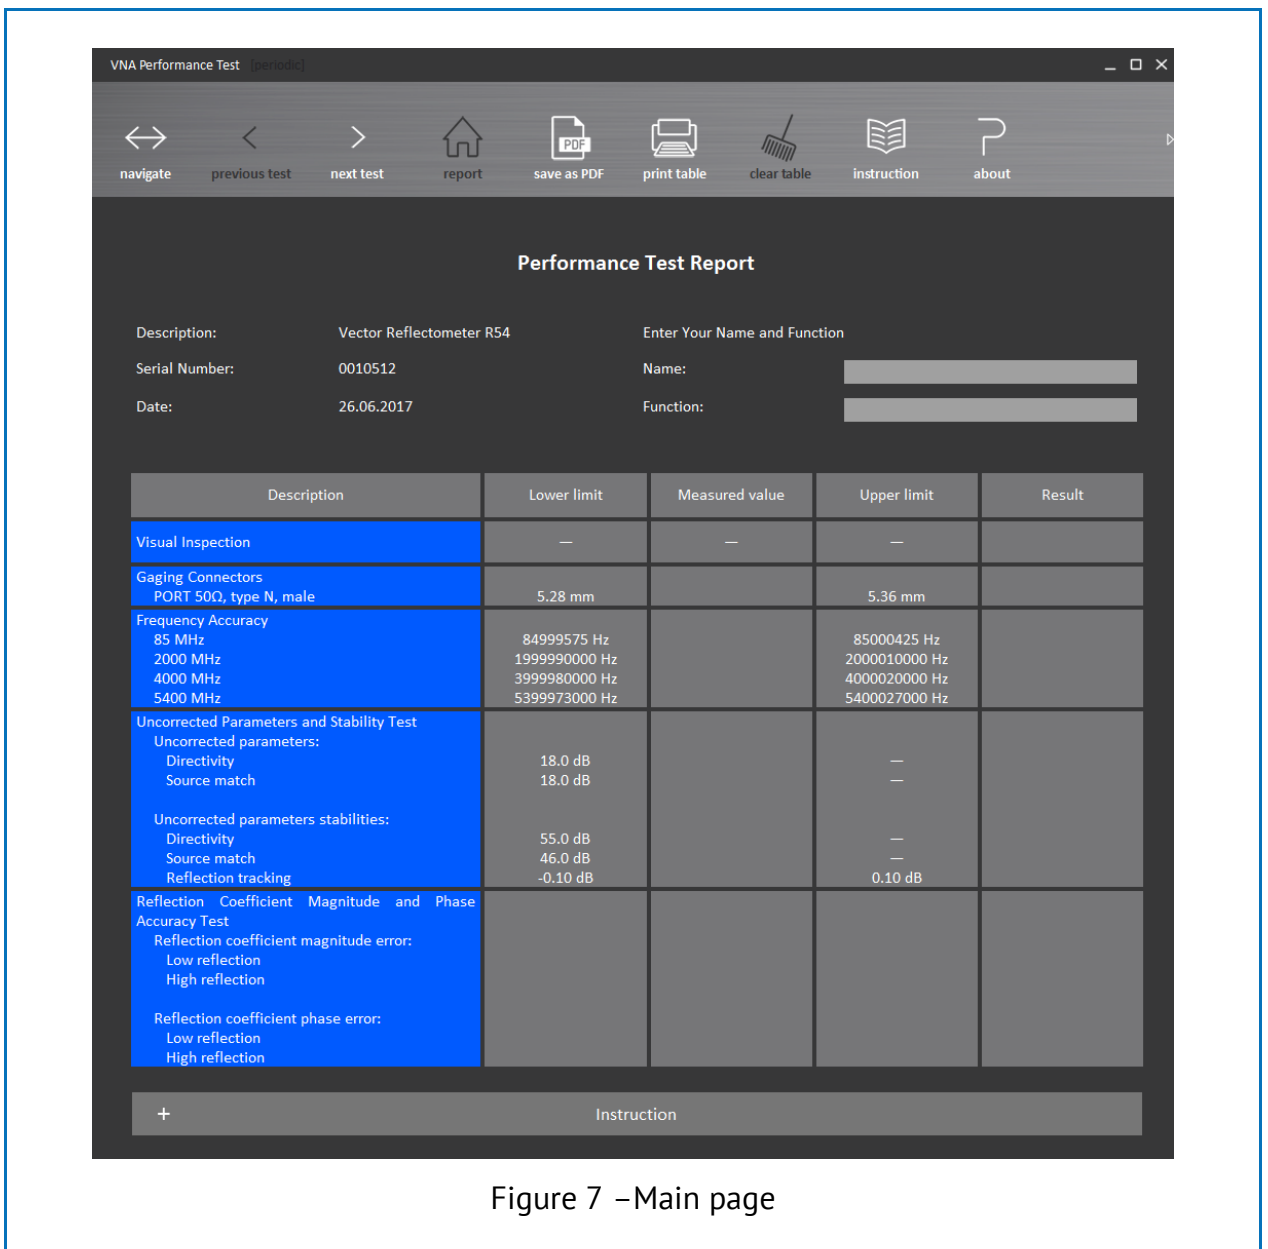 VNA Performance Test [periodic]
navigate previous test next test report save as PDF print table clear table instruction about
PDF
Performance Test Report
Description: Vector Reflectometer R54 Enter Your Name and Function
Serial Number: 0010512 Name:
Date: 26.06.2017 Function:
Description Lower limit Measured value Upper limit Result
Visual Inspection — — —
Gaging Connectors
PORT 50Ω, type N, male 5.28 mm 5.36 mm
Frequency Accuracy
85 MHz 84999575 Hz 85000425 Hz
2000 MHz 1999990000 Hz 2000010000 Hz
4000 MHz 3999980000 Hz 4000020000 Hz
5400 MHz 5399973000 Hz 5400027000 Hz
Uncorrected Parameters and Stability Test
Uncorrected parameters:
Directivity 18.0 dB —
Source match 18.0 dB —
Uncorrected parameters stabilities:
Directivity 55.0 dB —
Source match 46.0 dB —
Reflection tracking -0.10 dB 0.10 dB
Reflection Coefficient Magnitude and Phase
Accuracy Test
Reflection coefficient magnitude error:
Low reflection
High reflection
Reflection coefficient phase error:
Low reflection
High reflection
+ Instruction
Figure 7 –Main page